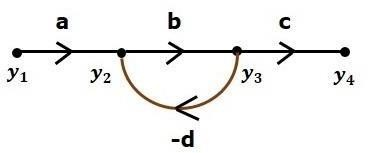 a b c
y₁ y₂ y₃ y₄
-d